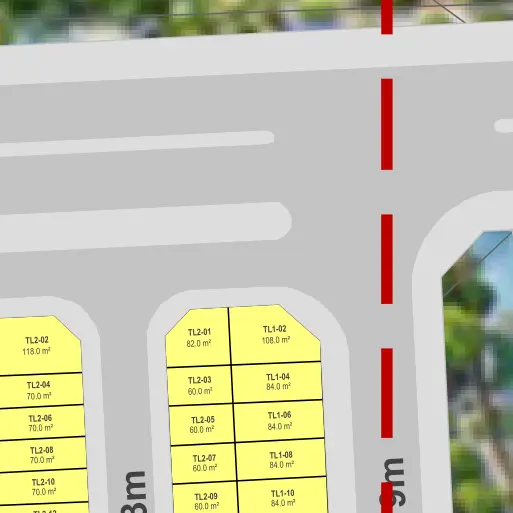 TL2-02
118.0 m²
TL2-04
70.0 m²
TL2-06
70.0 m²
TL2-08
70.0 m²
TL2-10
70.0 m²
TL2-01
82.0 m²
TL1-02
108.0 m²
TL2-03
60.0 m²
TL1-04
84.0 m²
TL2-05
60.0 m²
TL1-06
84.0 m²
TL2-07
60.0 m²
TL1-08
84.0 m²
TL2-09
60.0 m²
TL1-10
84.0 m²
3m
9m